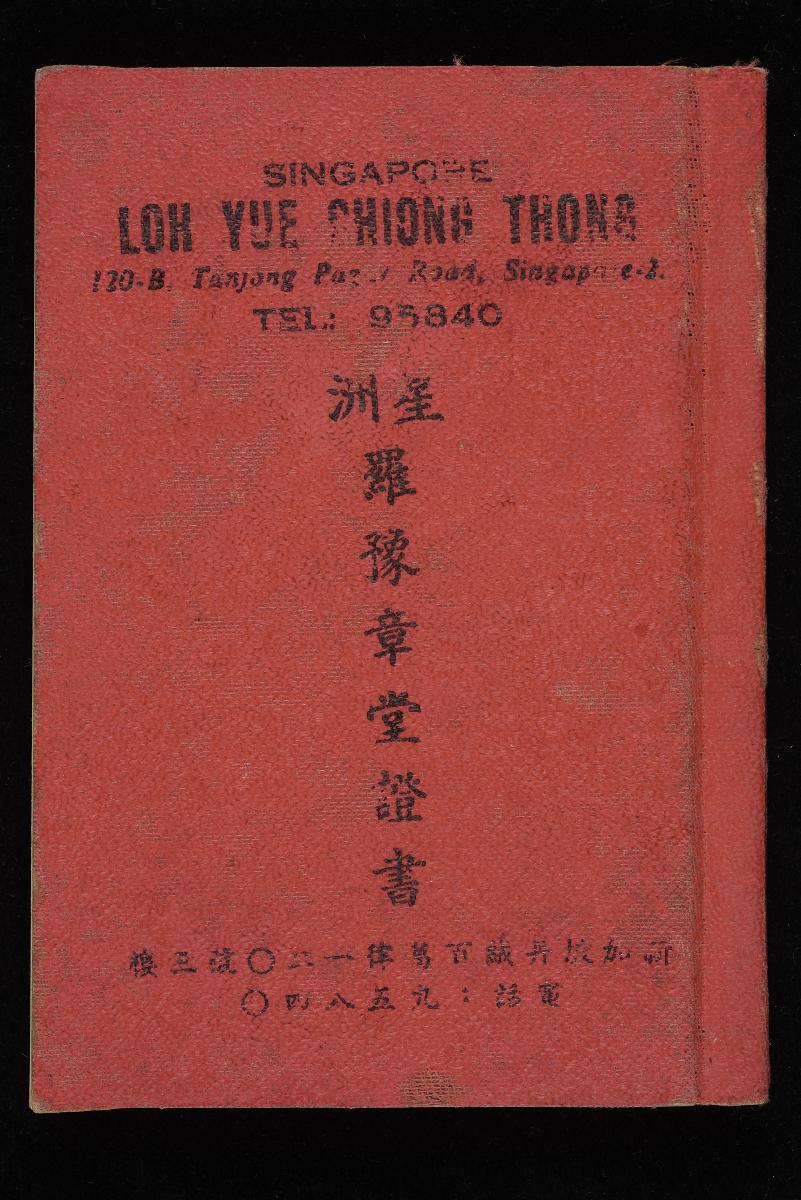 SINGAPORE
LOH YUE CHIONG THONG
120-B, Tanjong Pagar Road, Singapore-2.
TEL: 95840
星洲
羅豫章堂證書
新加坡丹絨百葛律一二〇號三樓
電話：九五八四〇